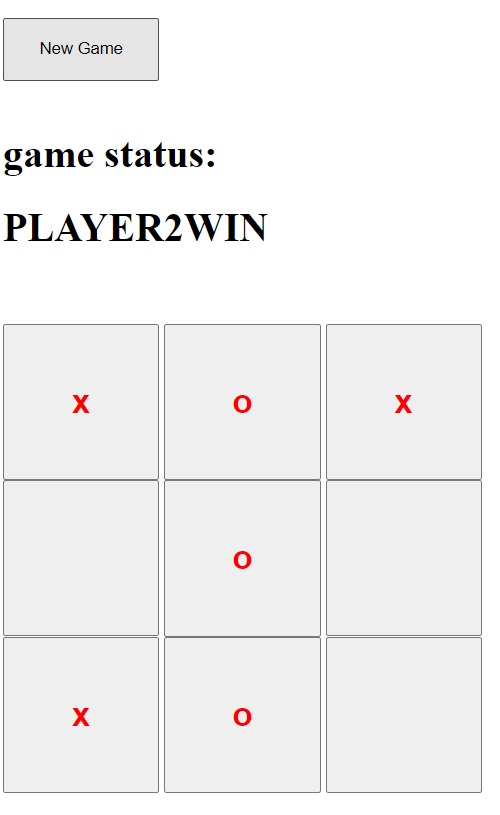 New Game
game status:
PLAYER2WIN
X O X
O
X O